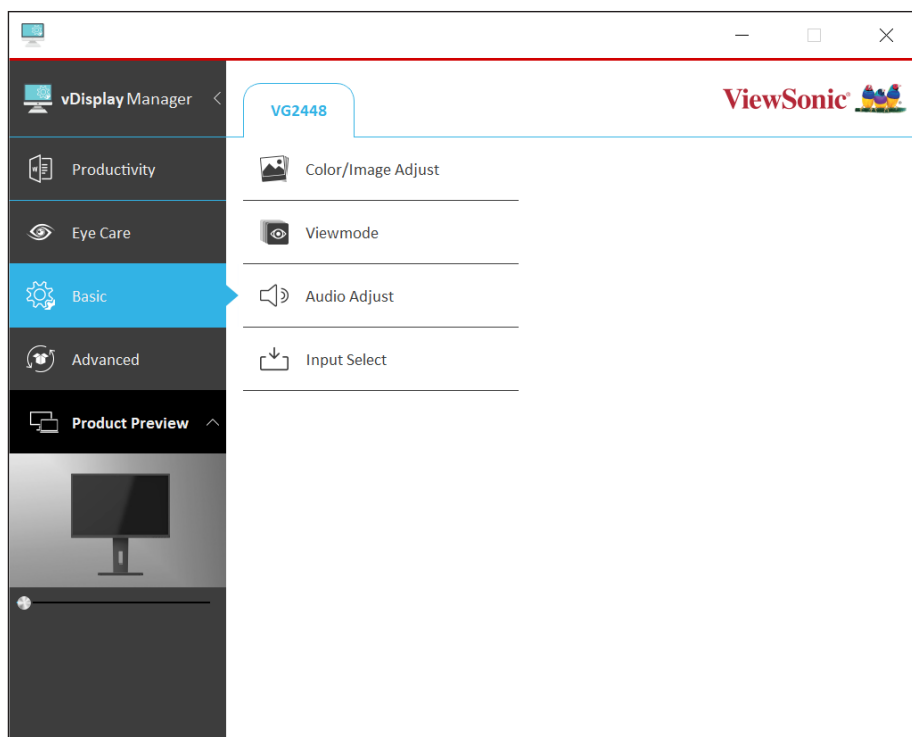 vDisplay Manager
VG2448
ViewSonic®
Productivity
Color/Image Adjust
Eye Care
Viewmode
Basic
Audio Adjust
Advanced
Input Select
Product Preview